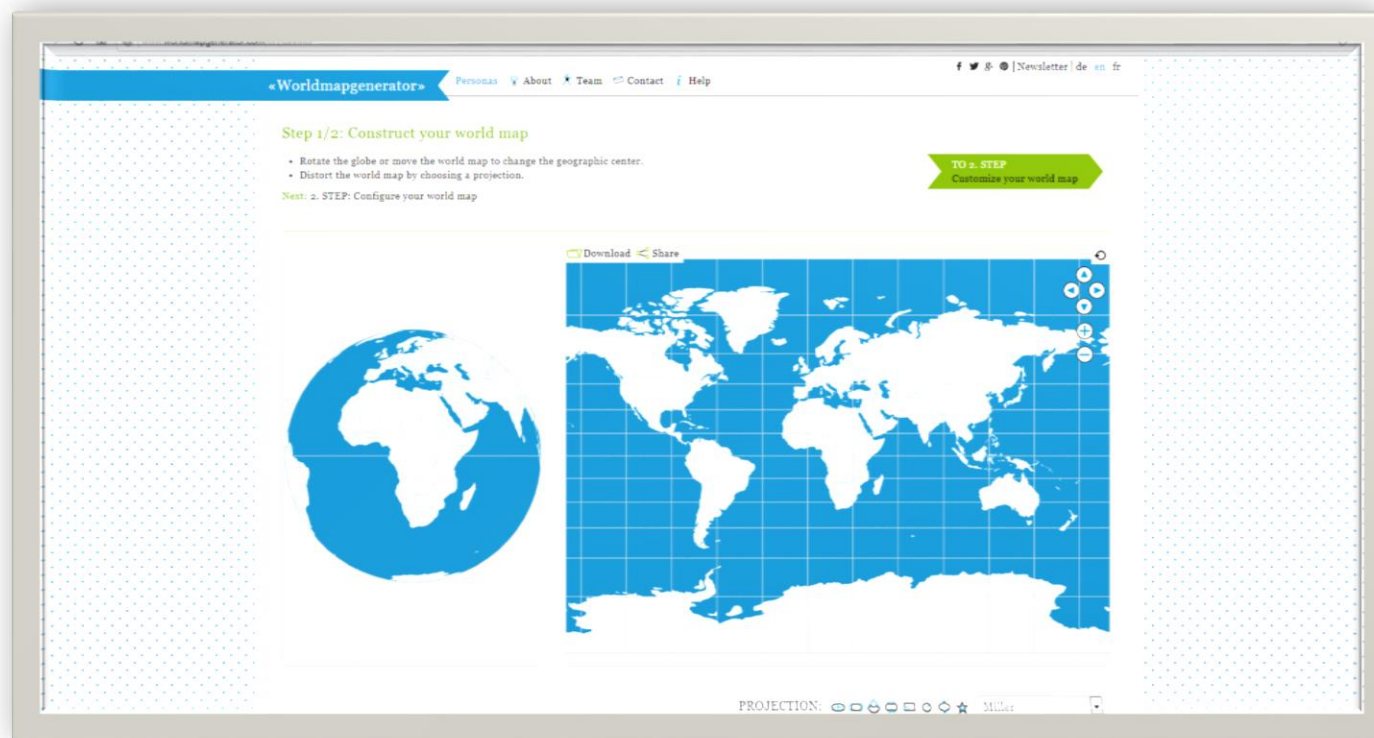 f 8+ | Newsletter | de en fr
«Worldmapgenerator» Personas About Team Contact i Help
Step 1/2: Construct your world map
• Rotate the globe or move the world map to change the geographic center.
• Distort the world map by choosing a projection.
Next: 2. STEP: Configure your world map
TO 2. STEP
Customize your world map
Download Share
PROJECTION: Miller